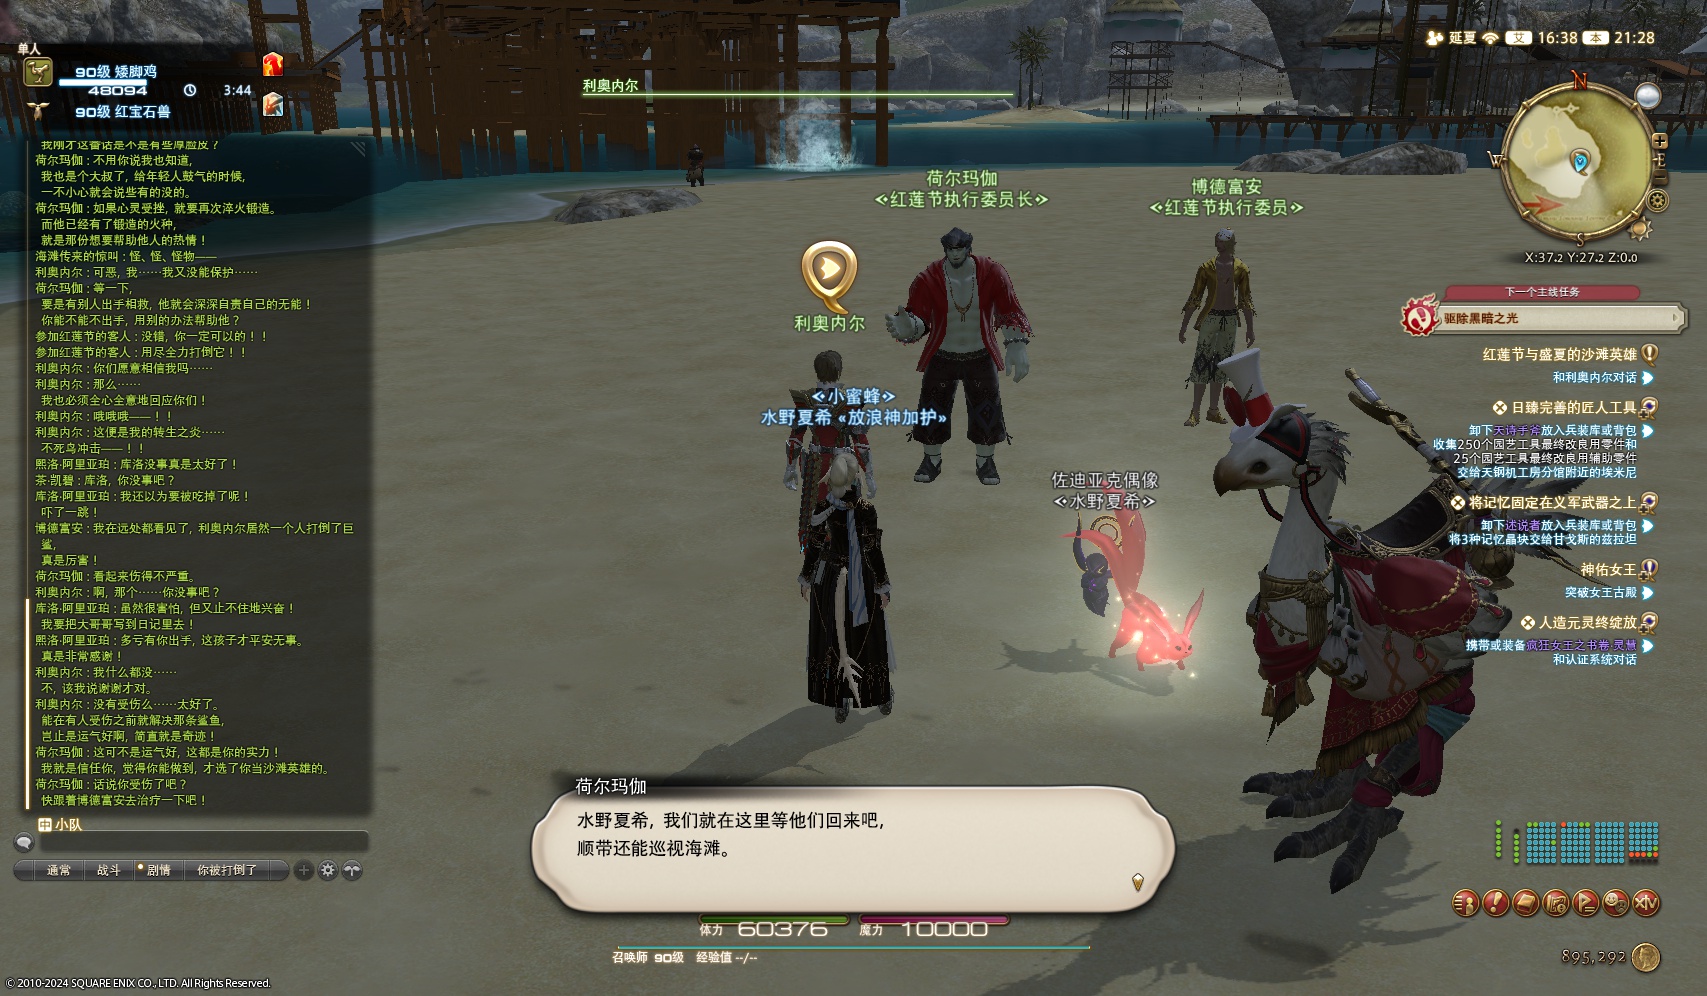 单人
90级 矮脚鸡
48094
3:44
90级 红宝石兽
我刚才这番话是不是有些厚脸皮？
荷尔玛伽：不用你说我也知道，
我也是个大叔了，给年轻人鼓气的时候，
一不小心就会说些有的没的。
荷尔玛伽：如果心灵受挫，就要再次淬火锻造。
而他已经有了锻造的火种，
就是那份想要帮助他人的热情！
海滩传来的惊叫：怪、怪、怪物——
利奥内尔：可恶，我……我又没能保护……
荷尔玛伽：等一下，
要是有别人出手相救，他就会深深自责自己的无能！
你能不能不出手，用别的办法帮助他？
参加红莲节的客人：没错，你一定可以的！！
参加红莲节的客人：用尽全力打倒它！！
利奥内尔：你们愿意相信我吗……
利奥内尔：那么……
我也必须全心全意地回应你们！
利奥内尔：哦哦哦——！！
利奥内尔：这便是我的转生之炎……
不死鸟冲击——！！
熙洛·阿里亚珀：库洛没事真是太好了！
茶·凯碧：库洛，你没事吧？
库洛·阿里亚珀：我还以为要被吃掉了呢！
吓了一跳！
博德富安：我在远处都看见了，利奥内尔居然一个人打倒了巨
鲨，
真是厉害！
荷尔玛伽：看起来伤得不严重。
利奥内尔：啊，那个……你没事吧？
库洛·阿里亚珀：虽然很害怕，但又止不住地兴奋！
我要把大哥哥写到日记里去！
熙洛·阿里亚珀：多亏有你出手，这孩子才平安无事。
真是非常感谢！
利奥内尔：我什么都没……
不，该我说谢谢才对。
利奥内尔：没有受伤么……太好了。
能在有人受伤之前就解决那条鲨鱼，
岂止是运气好啊，简直就是奇迹！
荷尔玛伽：这可不是运气好，这都是你的实力！
我就是信任你，觉得你能做到，才选了你当沙滩英雄的。
荷尔玛伽：话说你受伤了吧？
快跟着博德富安去治疗一下吧！
中 小队
通常 战斗 剧情 你被打倒了
利奥内尔
荷尔玛伽
《红莲节执行委员长》
博德富安
《红莲节执行委员》
利奥内尔
《小蜜蜂》
水野夏希 «放浪神加护»
佐迪亚克偶像
《水野夏希》
荷尔玛伽
水野夏希，我们就在这里等他们回来吧，
顺带还能巡视海滩。
体力 60376 魔力 10000
召唤师 90级 经验值 --/--
延夏 艾 16:38 本 21:28
N
W
E
S
X:37.2 Y:27.2 Z:0.0
下一个主线任务
驱除黑暗之光
红莲节与盛夏的沙滩英雄
和利奥内尔对话
日臻完善的匠人工具
卸下天诗手斧放入兵装库或背包
收集250个园艺工具最终改良用零件和
25个园艺工具最终改良用辅助零件
交给天钢机工房分馆附近的埃米尼
将记忆固定在义军武器之上
卸下述说者放入兵装库或背包
将3种记忆晶块交给甘戈斯的兹拉坦
神佑女王
突破女王古殿
人造元灵终绽放
携带或装备疯狂女王之书卷·灵慧
和认证系统对话
XIV
895,292
© 2010-2024 SQUARE ENIX CO., LTD. All Rights Reserved.